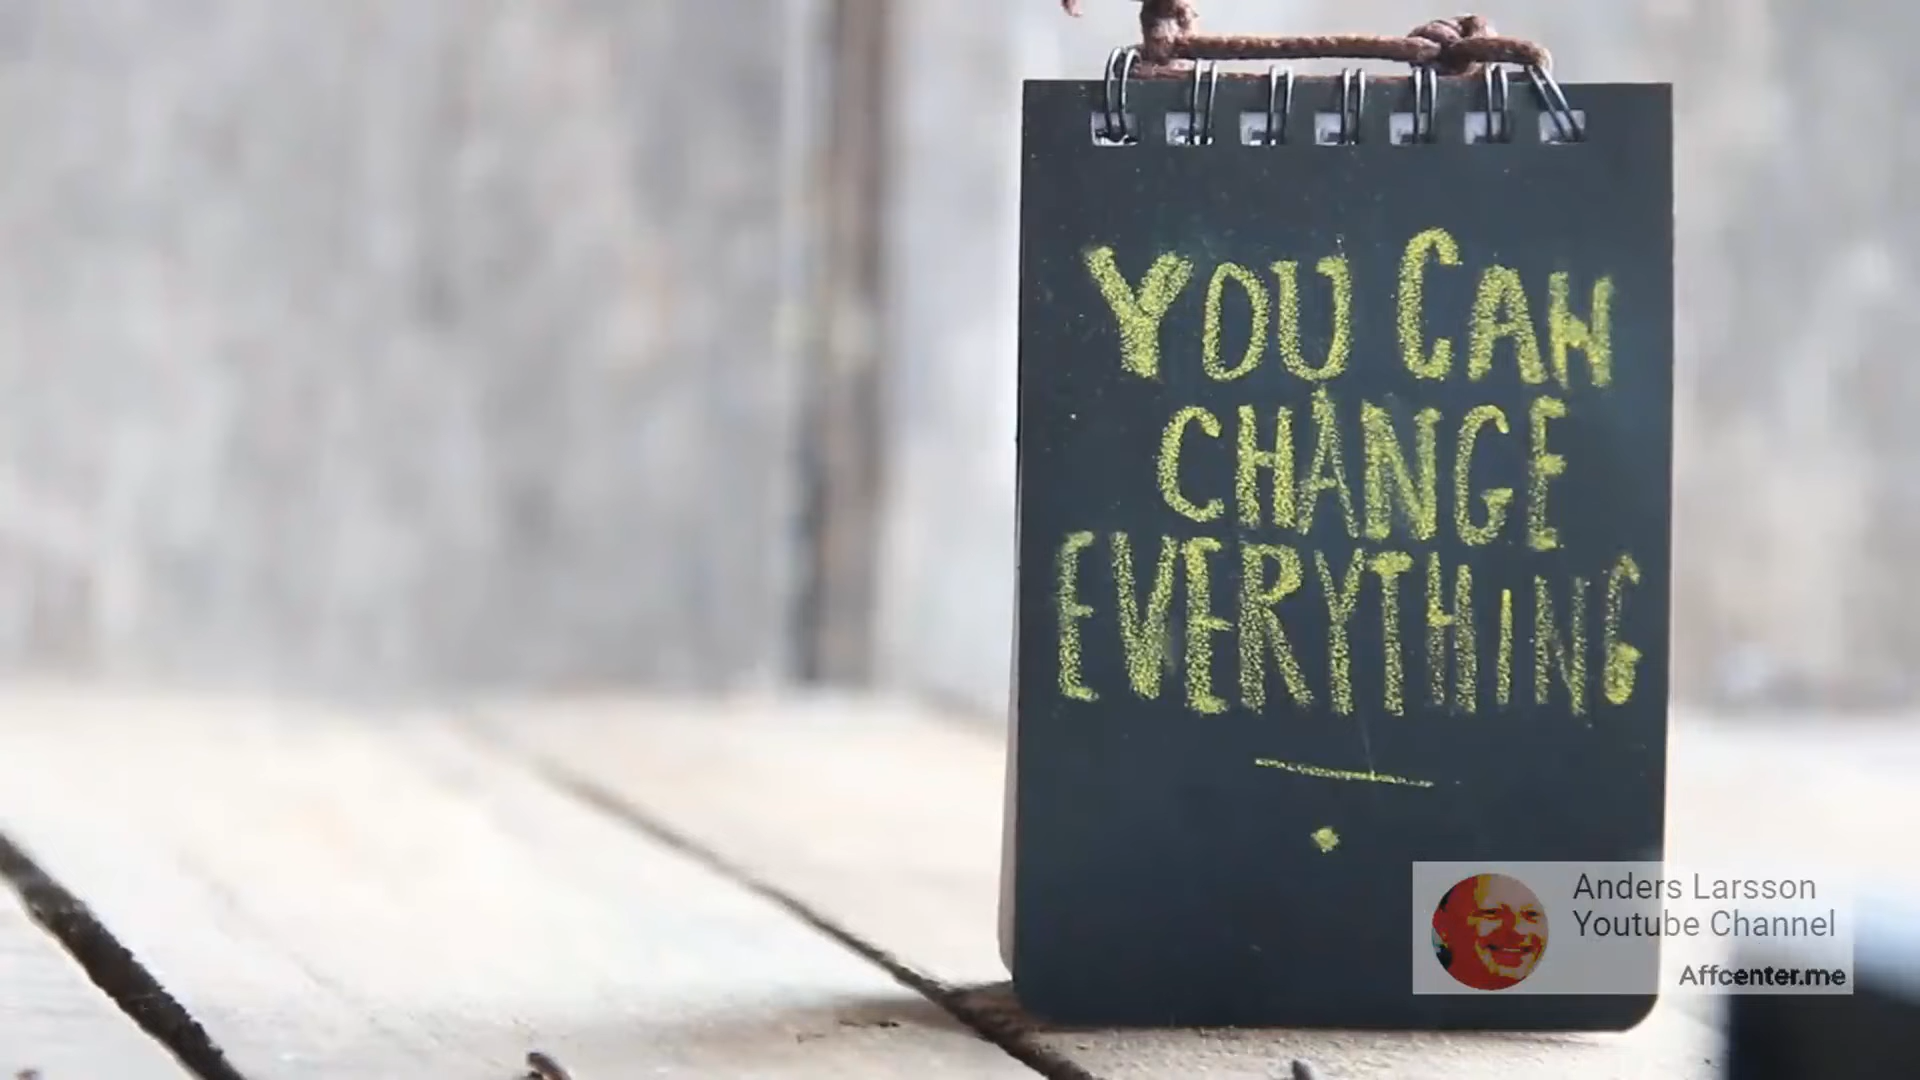 YOU CAN
CHANGE
EVERYTHING
Anders Larsson
Youtube Channel
Affcenter.me